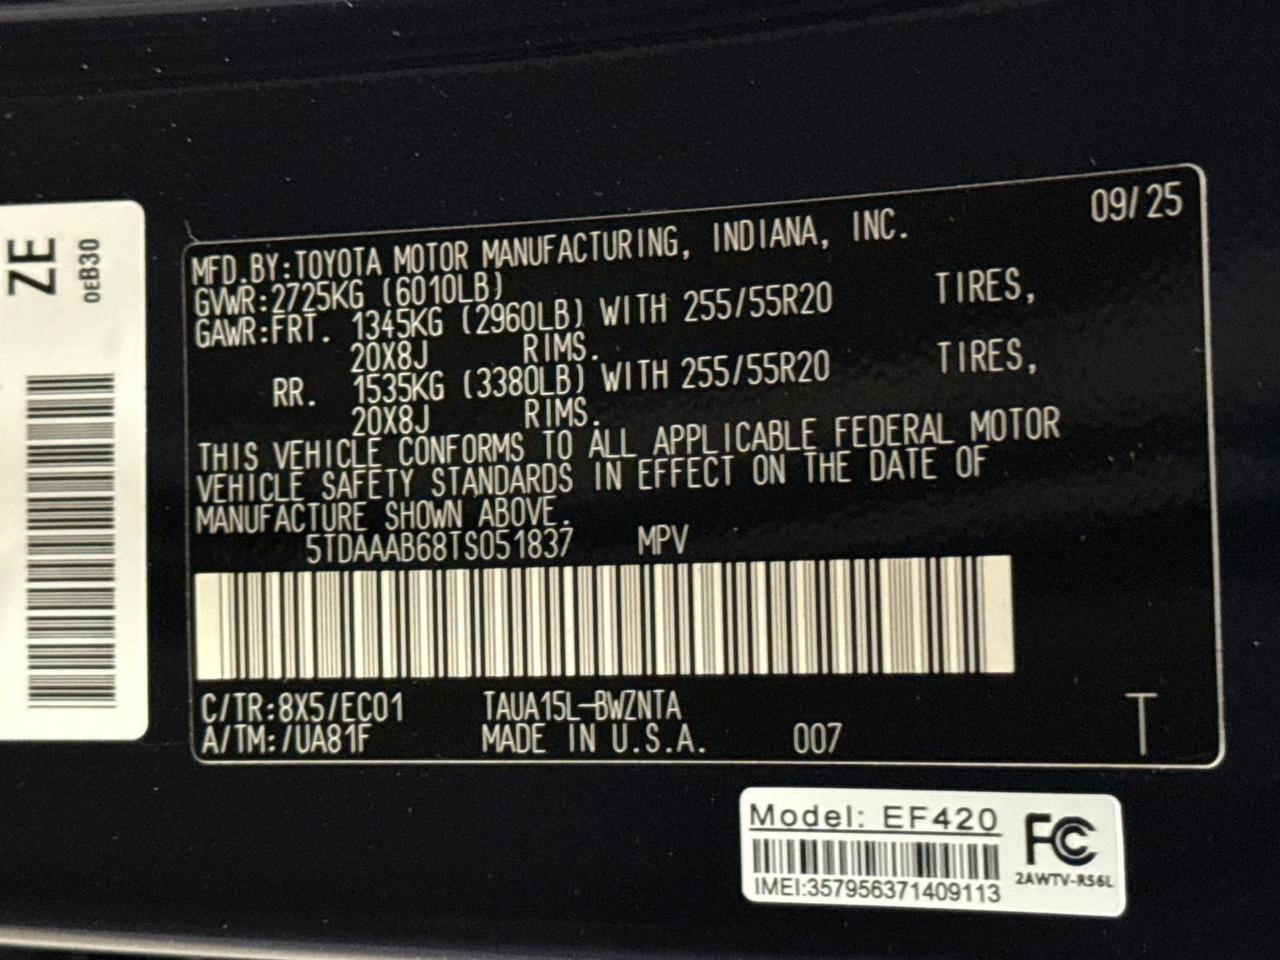 ZE
0EB30
09/25
MFD.BY:TOYOTA MOTOR MANUFACTURING, INDIANA, INC.
GVWR:2725KG (6010LB)
GAWR:FRT. 1345KG (2960LB) WITH 255/55R20 TIRES,
20X8J RIMS.
RR. 1535KG (3380LB) WITH 255/55R20 TIRES,
20X8J RIMS.
THIS VEHICLE CONFORMS TO ALL APPLICABLE FEDERAL MOTOR
VEHICLE SAFETY STANDARDS IN EFFECT ON THE DATE OF
MANUFACTURE SHOWN ABOVE.
5TDAAAB68TS051837 MPV
C/TR:8X5/EC01 TAUA15L-BWZNTA
A/TM:/UA81F MADE IN U.S.A. 007 T
Model: EF420
FC
IMEI:357956371409113
2AWTV-RS6L